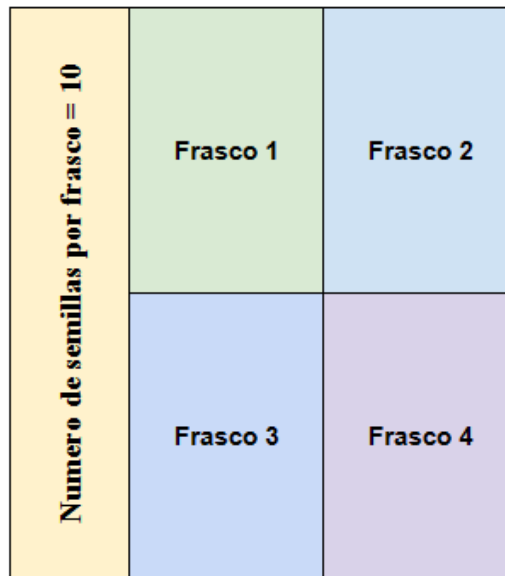 Numero de semillas por frasco = 10
Frasco 1
Frasco 2
Frasco 3
Frasco 4